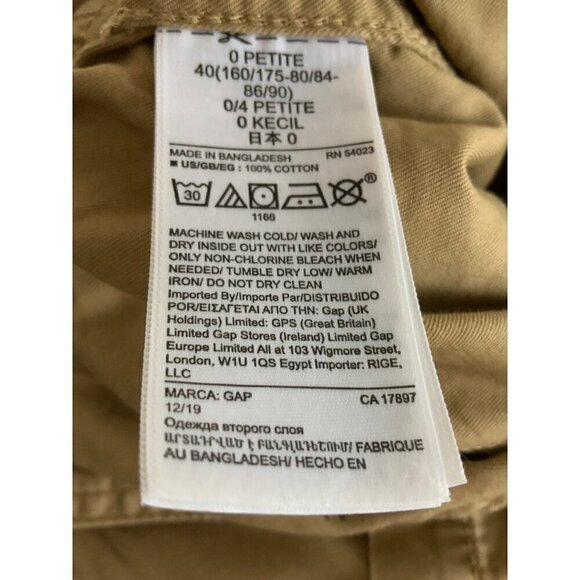 0 PETITE
40(160/175-80/84-
86/90)
0/4 PETITE
0 KECIL
日本 0
MADE IN BANGLADESH RN 54023
■ US/GB/EG: 100% COTTON
30
®
1166
MACHINE WASH COLD/ WASH AND
DRY INSIDE OUT WITH LIKE COLORS/
ONLY NON-CHLORINE BLEACH WHEN
NEEDED/ TUMBLE DRY LOW/ WARM
IRON/ DO NOT DRY CLEAN
Imported By/Importe Par/DISTRIBUIDO
POR/ΕΙΣΑΓΕΤΑΙ ΑΠΟ ΤΗΝ: Gap (UK
Holdings) Limited: GPS (Great Britain)
Limited Gap Stores (Ireland) Limited Gap
Europe Limited All at 103 Wigmore Street,
London, W1U 1QS Egypt Importer: RIGE,
LLC
MARCA: GAP CA 17897
12/19
Одежда второго слоя
ԱՐՏԱԴՐՎԱԾ Է ԲԱՆԳԼԱԴԵՇՈՒՄ/ FABRIQUE
AU BANGLADESH/ HECHO EN